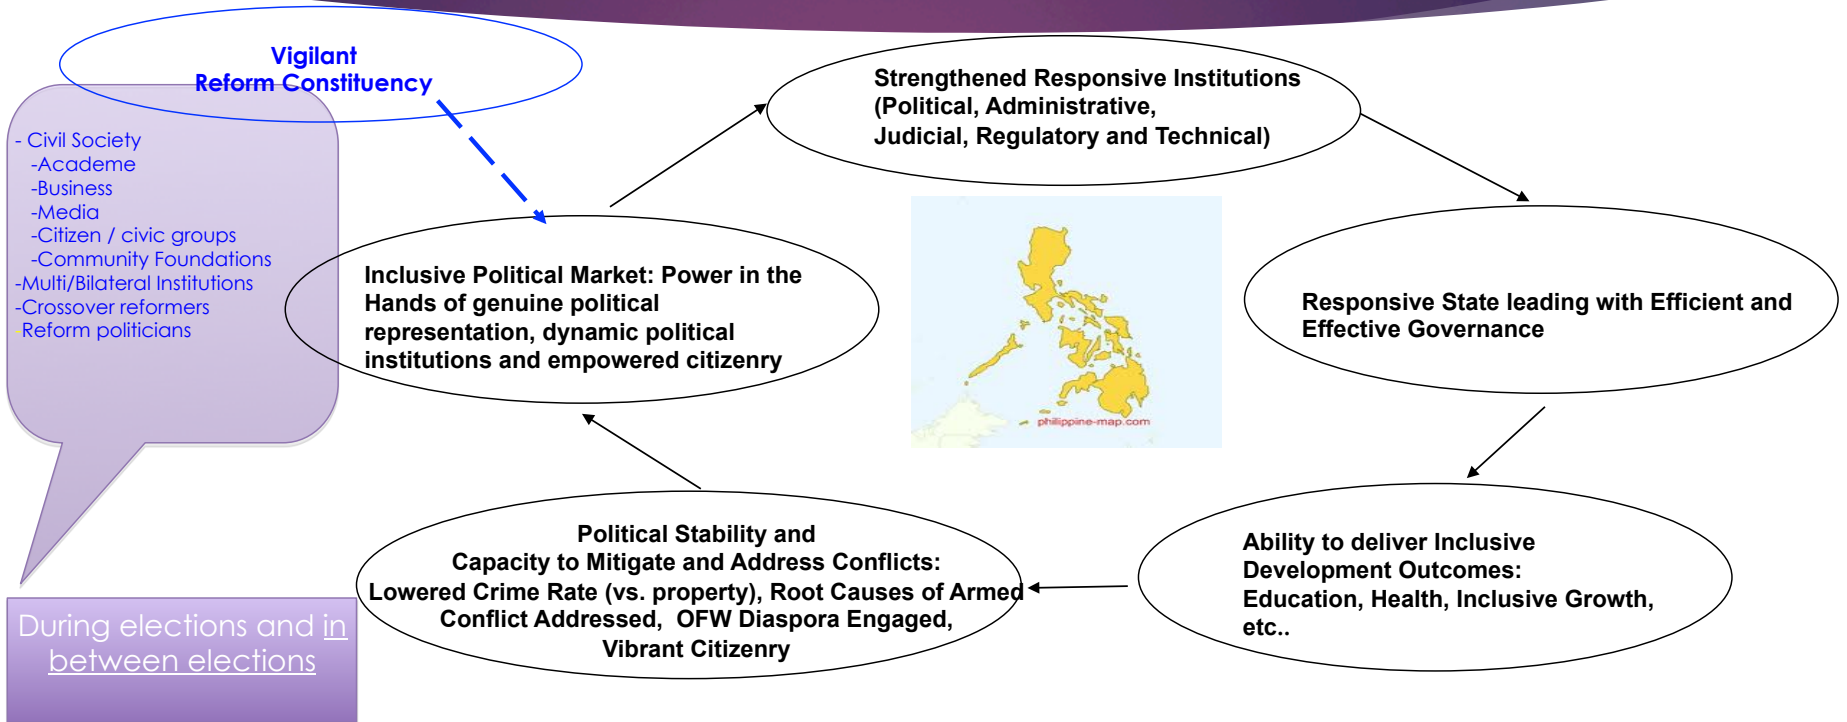 Vigilant
Reform Constituency
- Civil Society
-Academe
-Business
-Media
-Citizen / civic groups
-Community Foundations
-Multi/Bilateral Institutions
-Crossover reformers
-Reform politicians
During elections and in
between elections
Strengthened Responsive Institutions
(Political, Administrative,
Judicial, Regulatory and Technical)
Inclusive Political Market: Power in the
Hands of genuine political
representation, dynamic political
institutions and empowered citizenry
philippine-map.com
Responsive State leading with Efficient and
Effective Governance
Political Stability and
Capacity to Mitigate and Address Conflicts:
Lowered Crime Rate (vs. property), Root Causes of Armed
Conflict Addressed, OFW Diaspora Engaged,
Vibrant Citizenry
Ability to deliver Inclusive
Development Outcomes:
Education, Health, Inclusive Growth,
etc..